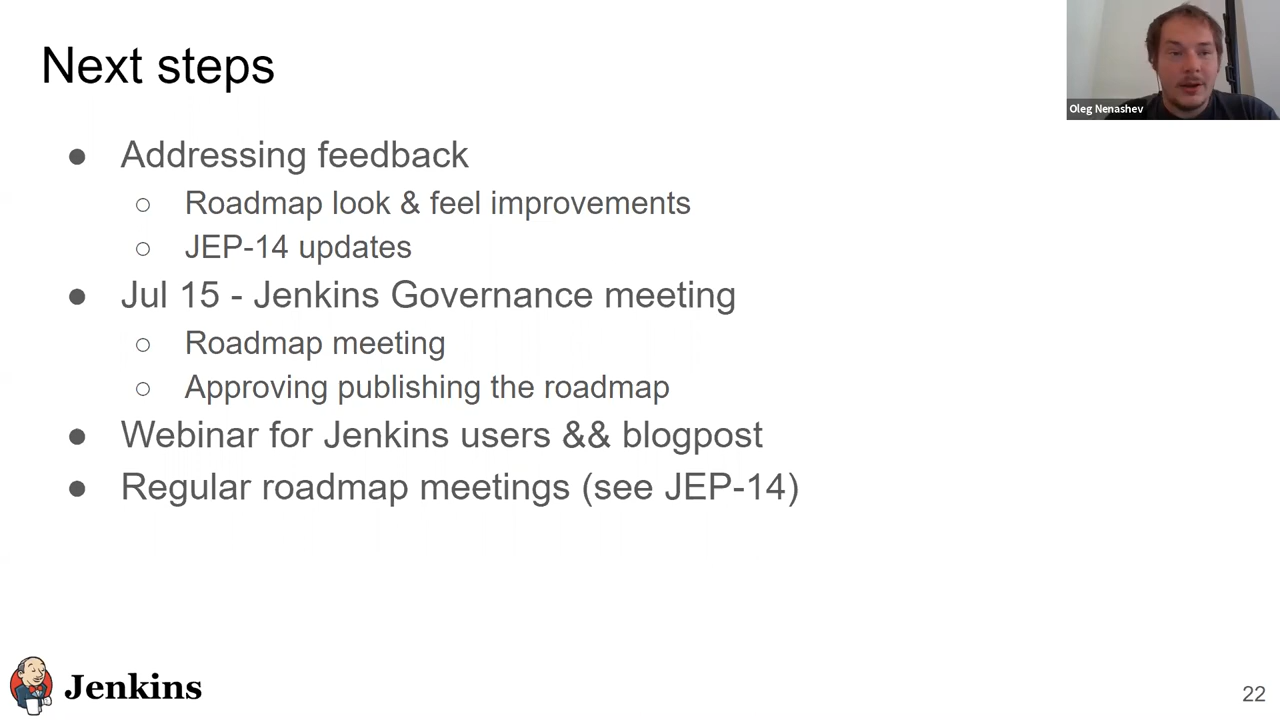 Next steps
Oleg Nenashev
● Addressing feedback
○ Roadmap look & feel improvements
○ JEP-14 updates
● Jul 15 - Jenkins Governance meeting
○ Roadmap meeting
○ Approving publishing the roadmap
● Webinar for Jenkins users && blogpost
● Regular roadmap meetings (see JEP-14)
Jenkins
22